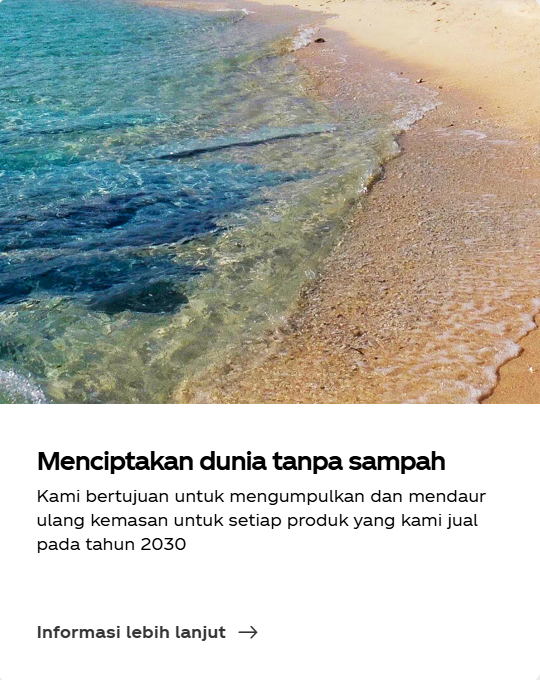 Menciptakan dunia tanpa sampah
Kami bertujuan untuk mengumpulkan dan mendaur
ulang kemasan untuk setiap produk yang kami jual
pada tahun 2030
Informasi lebih lanjut →